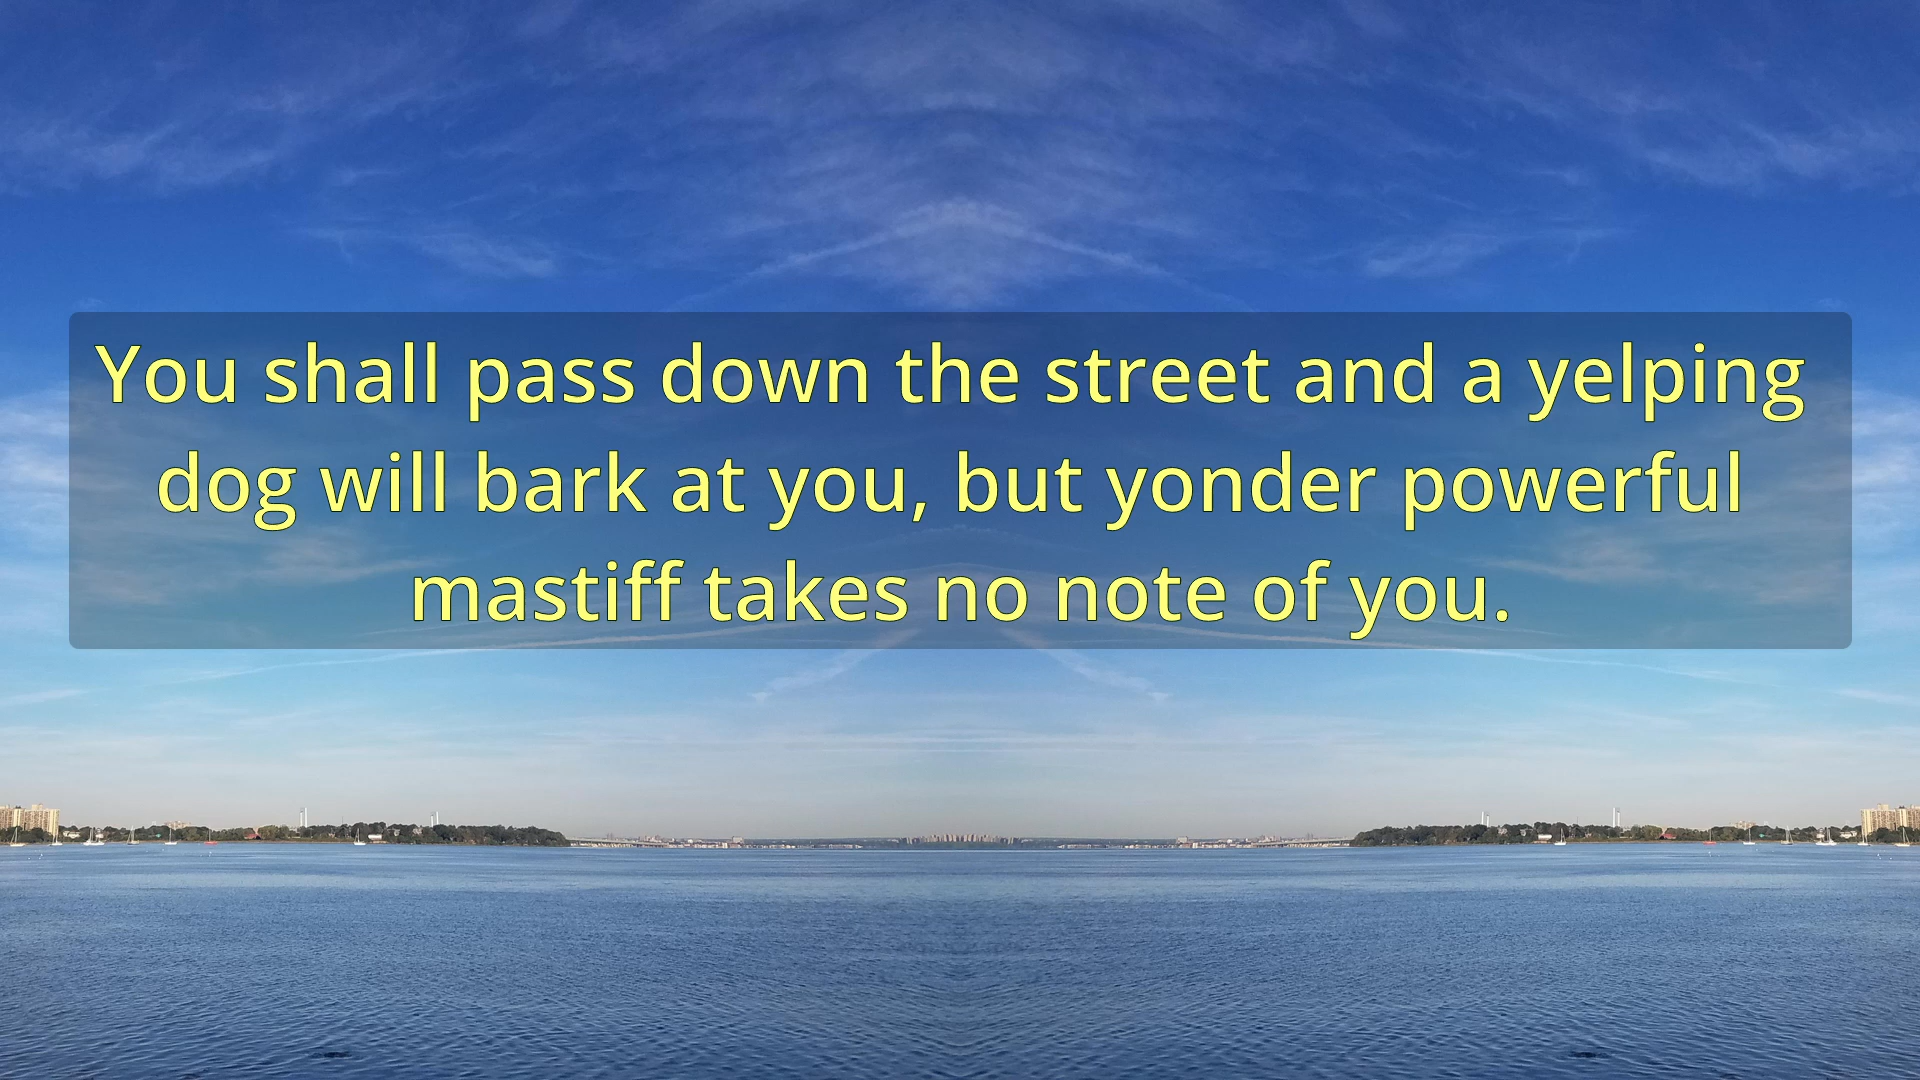 You shall pass down the street and a yelping
dog will bark at you, but yonder powerful
mastiff takes no note of you.